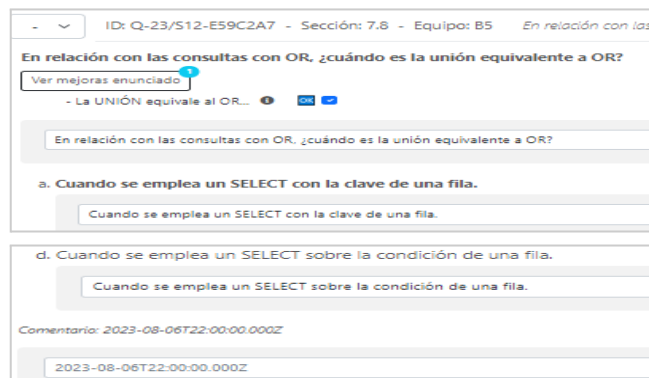 - ID: Q-23/S12-E59C2A7 - Sección: 7.8 - Equipo: B5 En relación con las
En relación con las consultas con OR, ¿cuándo es la unión equivalente a OR?
Ver mejoras enunciado 1
- La UNIÓN equivale al OR... OK
En relación con las consultas con OR, ¿cuándo es la unión equivalente a OR?
a. Cuando se emplea un SELECT con la clave de una fila.
Cuando se emplea un SELECT con la clave de una fila.
d. Cuando se emplea un SELECT sobre la condición de una fila.
Cuando se emplea un SELECT sobre la condición de una fila.
Comentario: 2023-08-06T22:00:00.000Z
2023-08-06T22:00:00.000Z